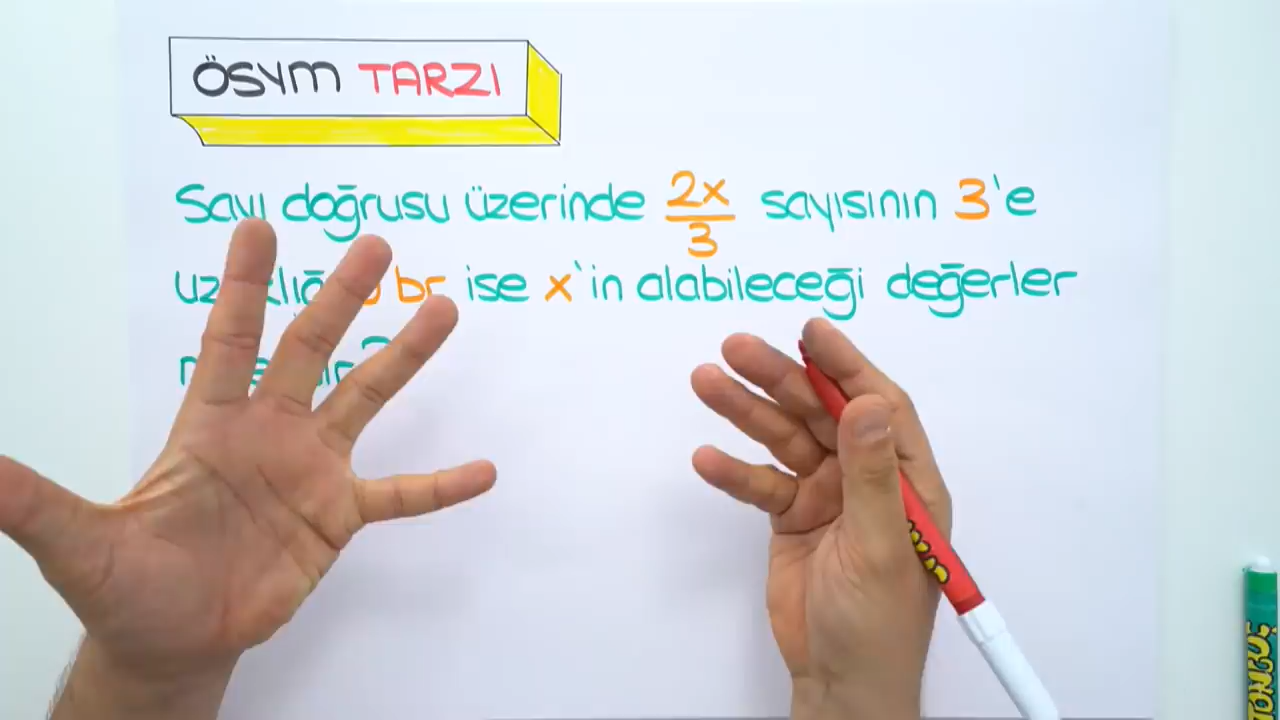 ÖSYM TARZI
Sayı doğrusu üzerinde 2x/3 sayısının 3'e
br ise x'in alabileceği değerler